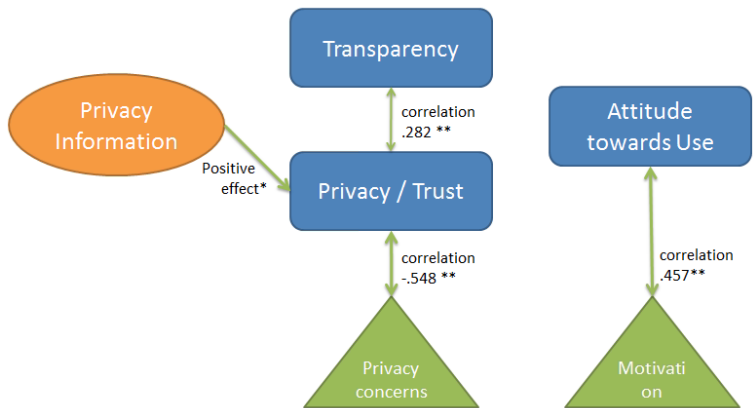 Transparency
Privacy
Information
correlation
.282 **
Attitude
towards Use
Positive
effect*
Privacy / Trust
correlation
-.548 **
correlation
.457**
Privacy
concerns
Motivati
on